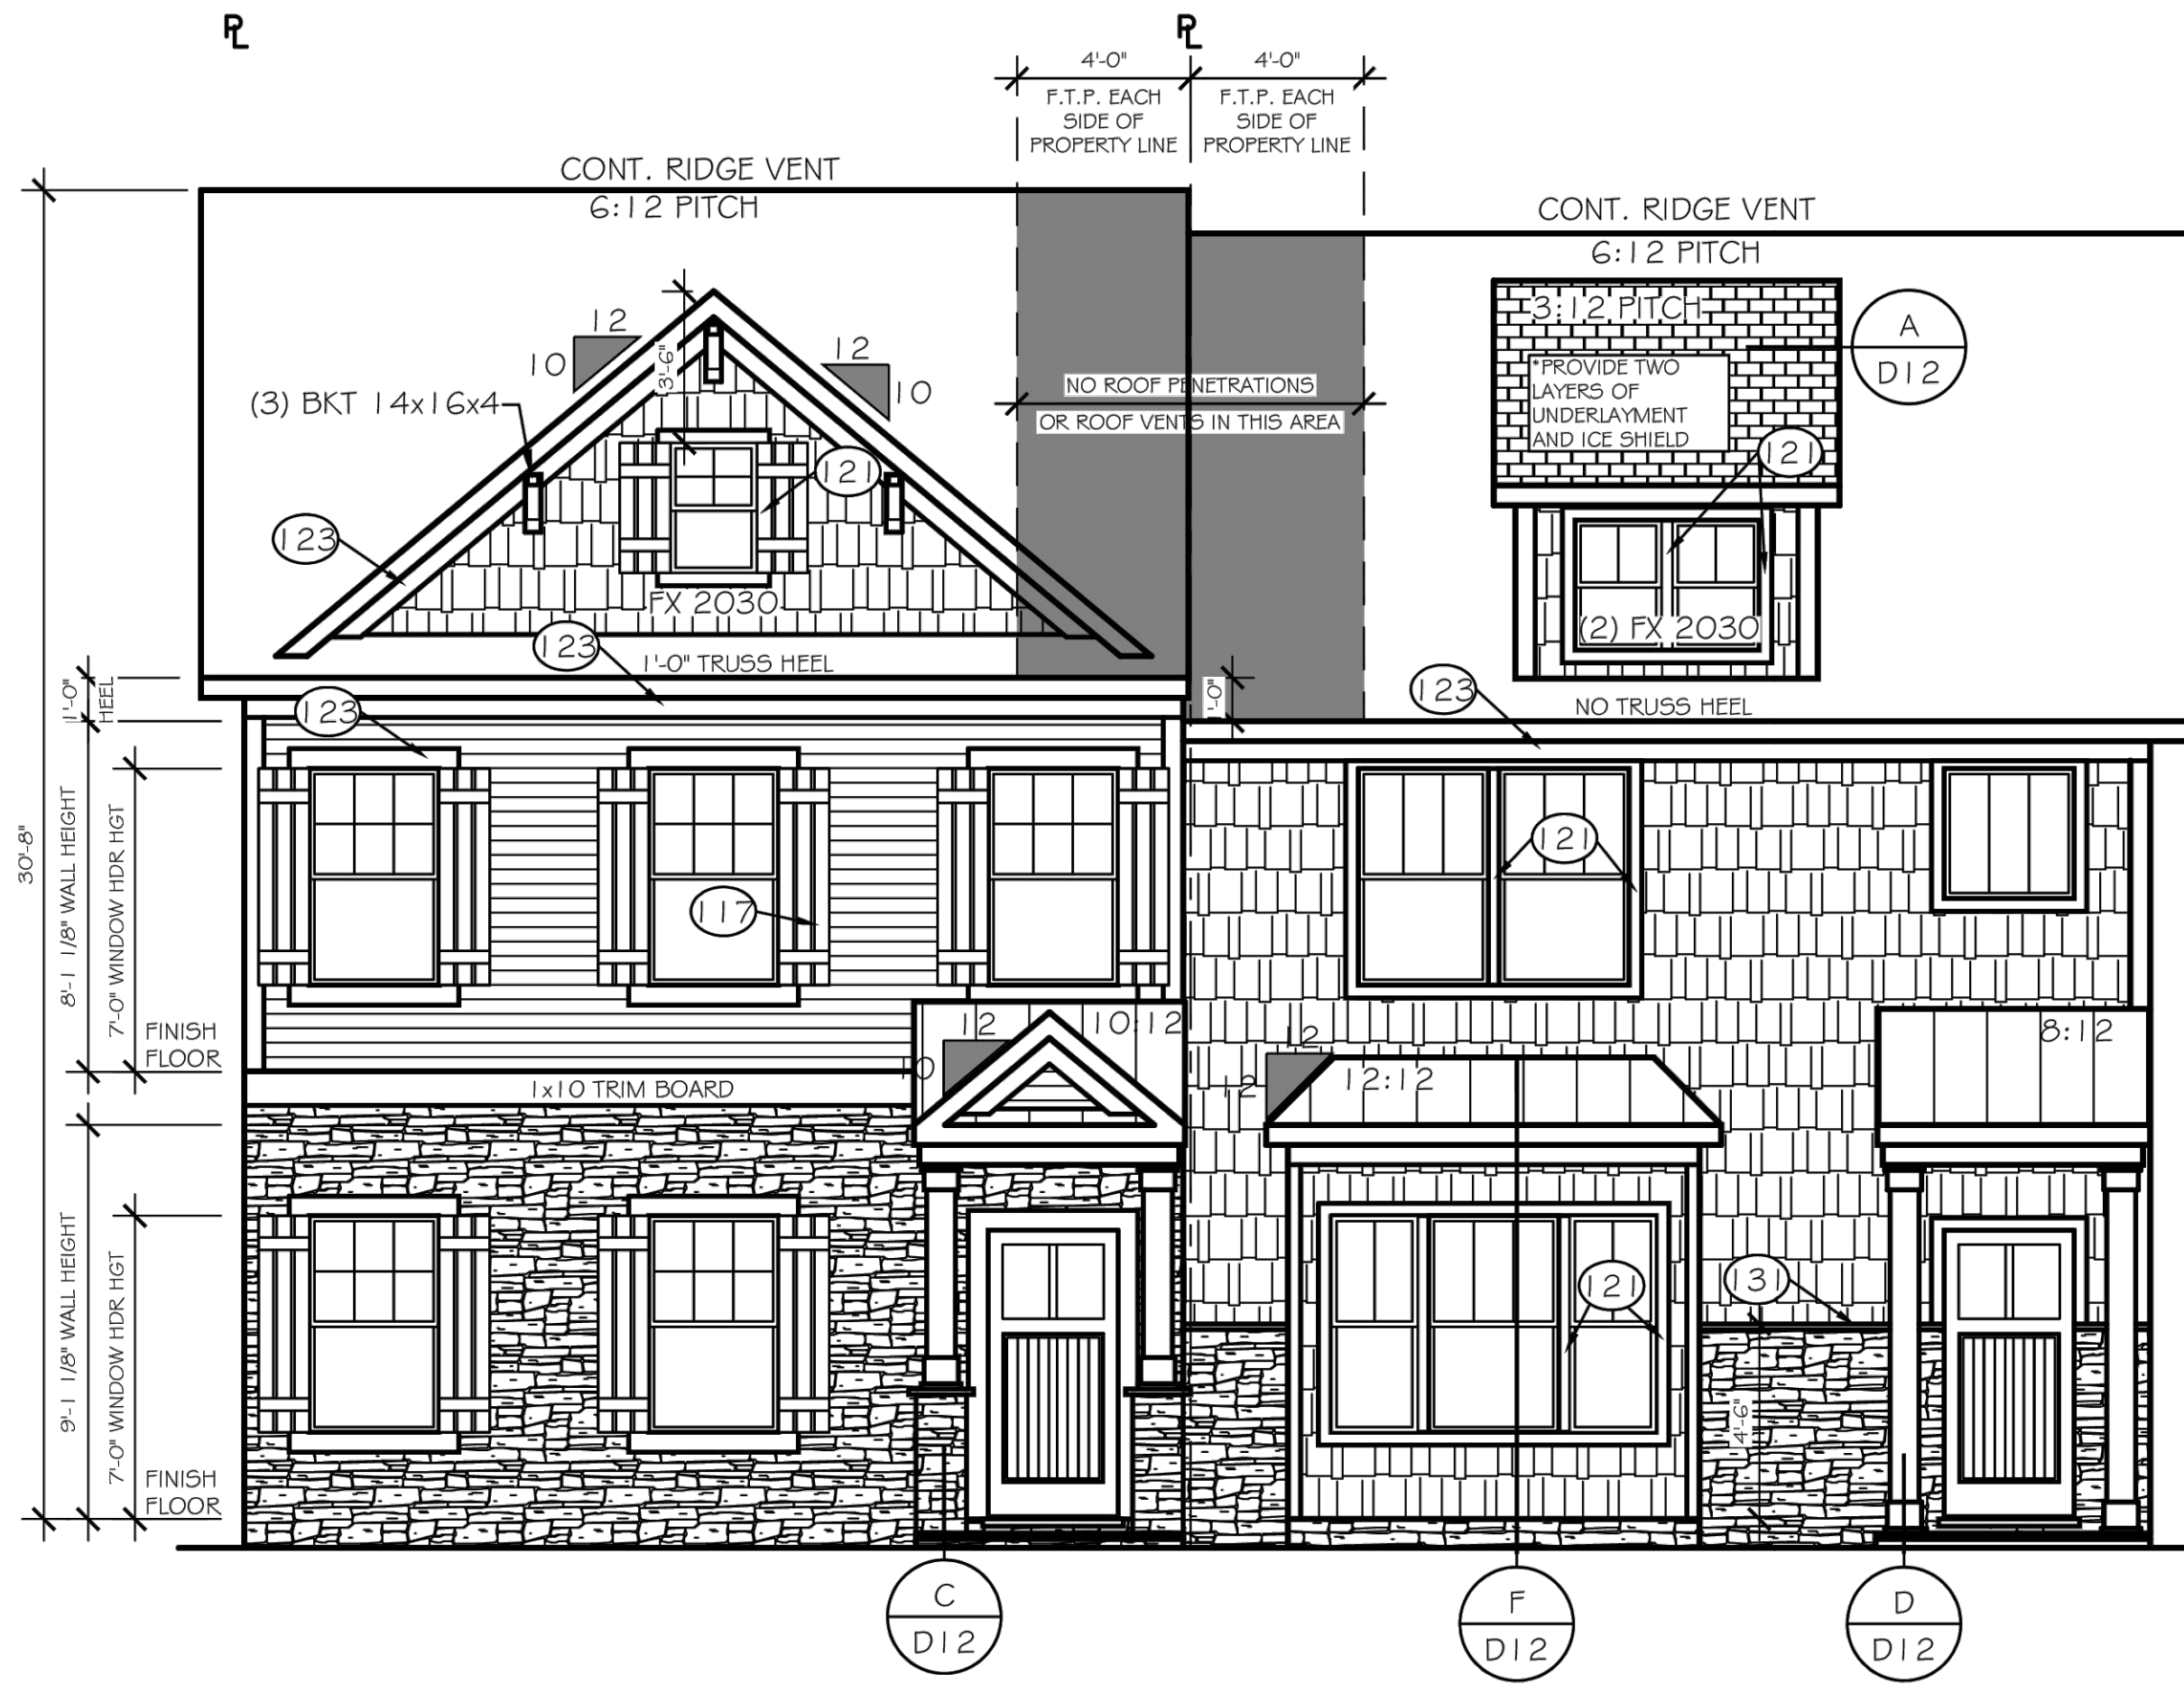 PL
PL
4'-0"
4'-0"
F.T.P. EACH
SIDE OF
PROPERTY LINE
F.T.P. EACH
SIDE OF
PROPERTY LINE
CONT. RIDGE VENT
6:12 PITCH
CONT. RIDGE VENT
6:12 PITCH
3:12 PITCH
A
D12
12
10
12
10
3'-6"
(3) BKT 14x16x4
NO ROOF PENETRATIONS
OR ROOF VENTS IN THIS AREA
*PROVIDE TWO
LAYERS OF
UNDERLAYMENT
AND ICE SHIELD
121
121
123
FX 2030
(2) FX 2030
123
1'-0" TRUSS HEEL
1'-0"
HEEL
123
1'-0"
123
NO TRUSS HEEL
30'-8"
8'-1 1/8" WALL HEIGHT
7'-0" WINDOW HDR HGT
121
117
FINISH
FLOOR
12
10
10:12
12
12
12:12
8:12
1x10 TRIM BOARD
9'-1 1/8" WALL HEIGHT
7'-0" WINDOW HDR HGT
121
131
4'-6"
FINISH
FLOOR
C
D12
F
D12
D
D12